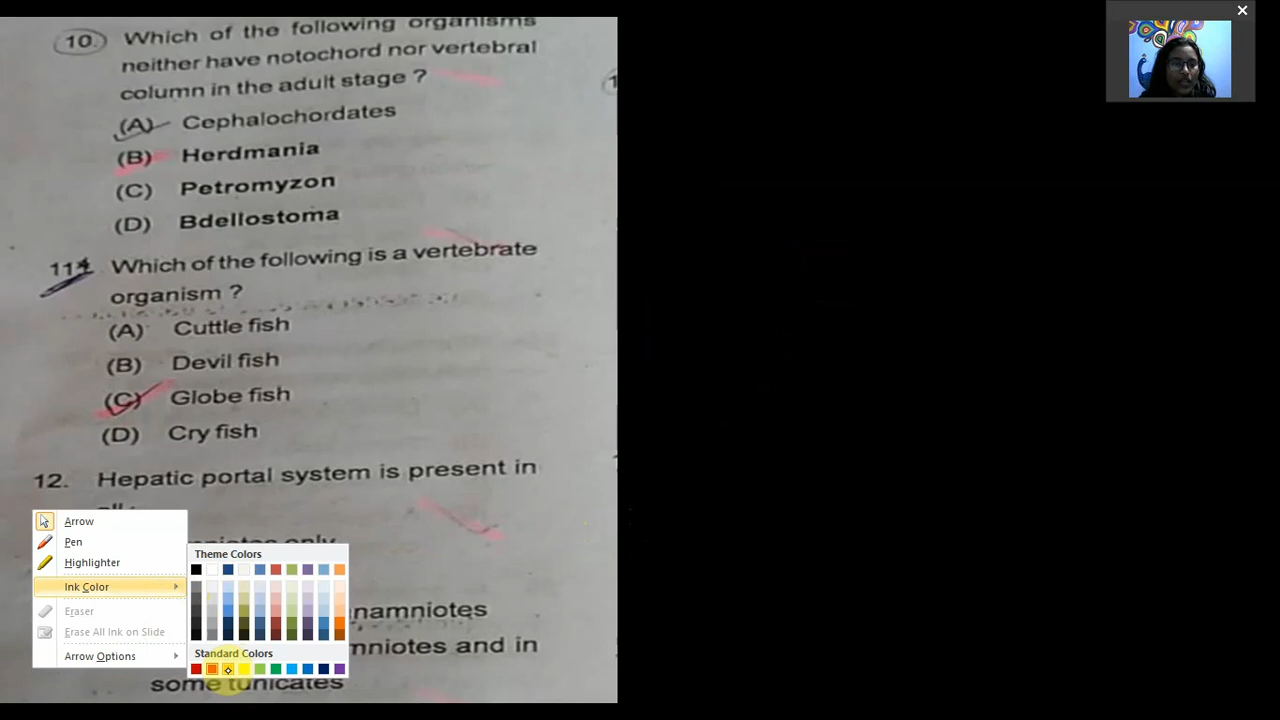 10. Which of the following organisms
neither have notochord nor vertebral
column in the adult stage ?
(A) Cephalochordates
(B) Herdmania
(C) Petromyzon
(D) Bdellostoma
11. Which of the following is a vertebrate
organism ?
(A) Cuttle fish
(B) Devil fish
(C) Globe fish
(D) Cry fish
12. Hepatic portal system is present in
Arrow
Pen
Highlighter
Ink Color
Eraser
Erase All Ink on Slide
Arrow Options
Theme Colors
Standard Colors
only
anamniotes
amniotes and in
some tunicates